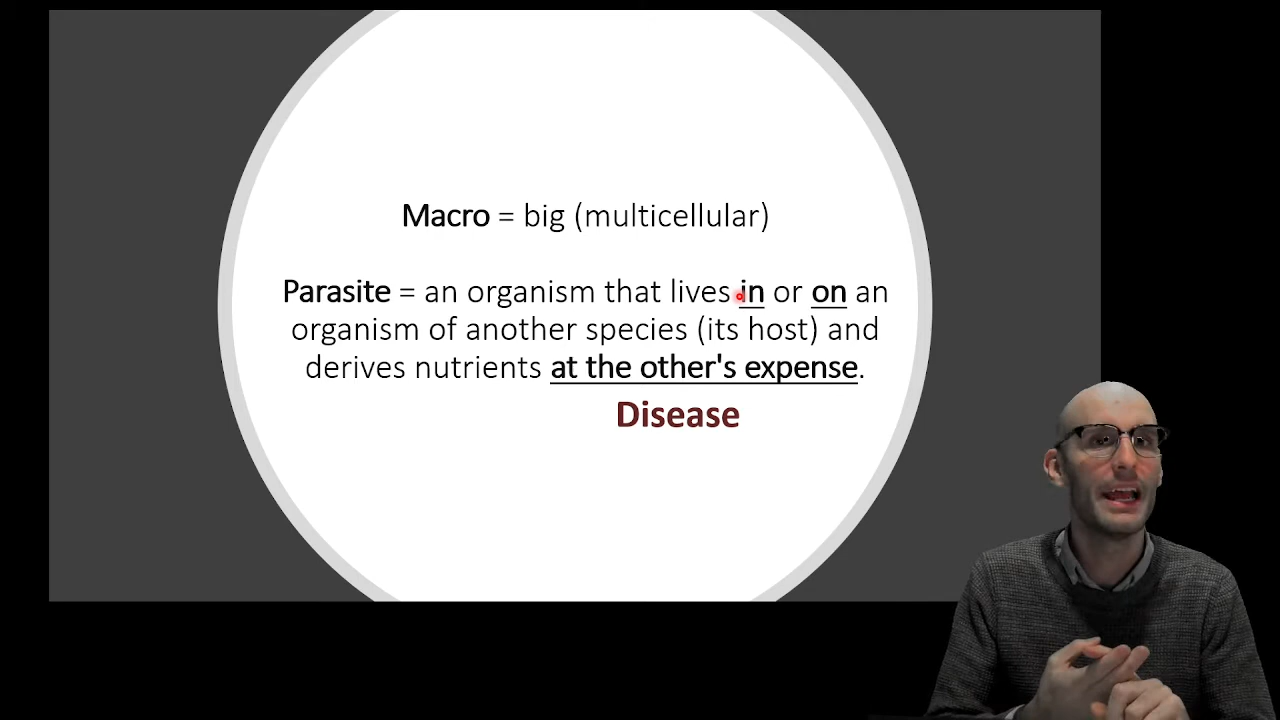 Macro = big (multicellular)
Parasite = an organism that lives in or on an
organism of another species (its host) and
derives nutrients at the other's expense.
Disease